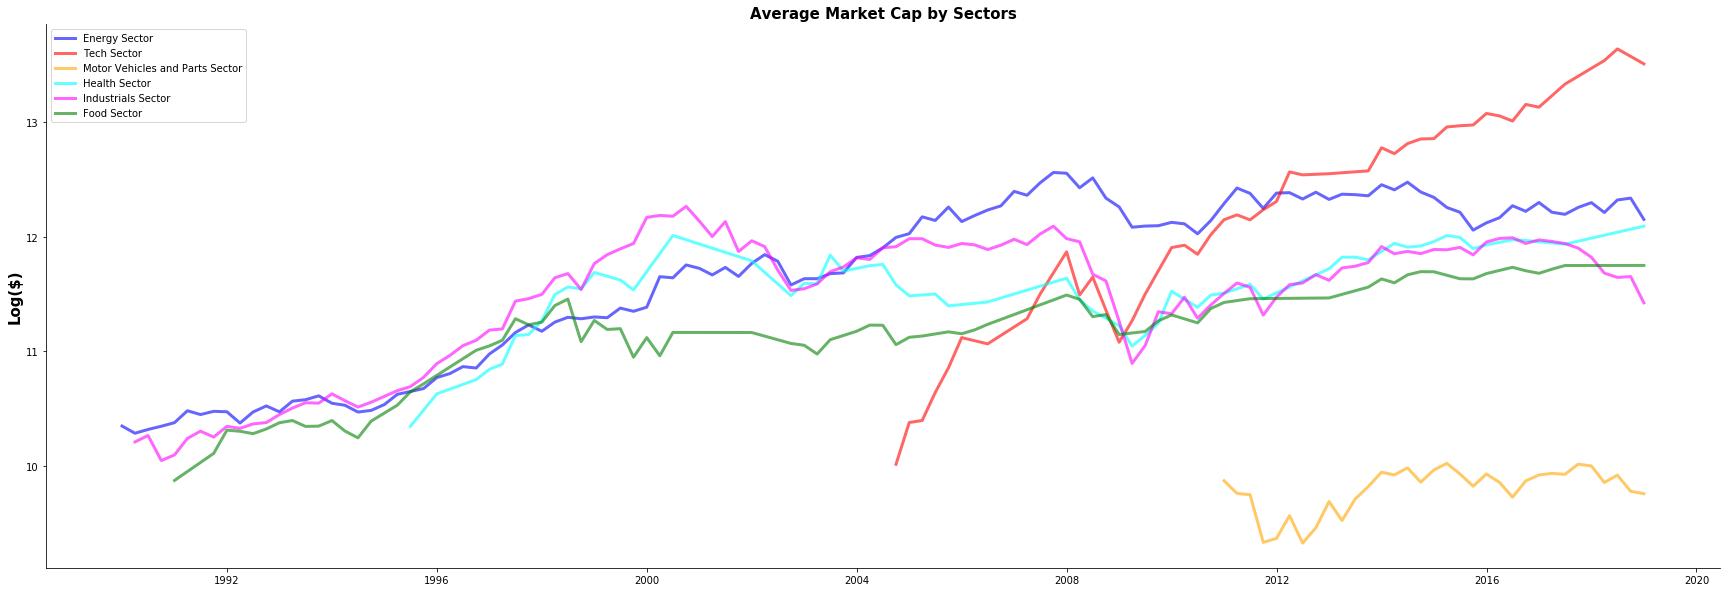 Average Market Cap by Sectors
Energy Sector
Tech Sector
Motor Vehicles and Parts Sector
Health Sector
Industrials Sector
Food Sector
Log($)
13
12
11
10
1992 1996 2000 2004 2008 2012 2016 2020